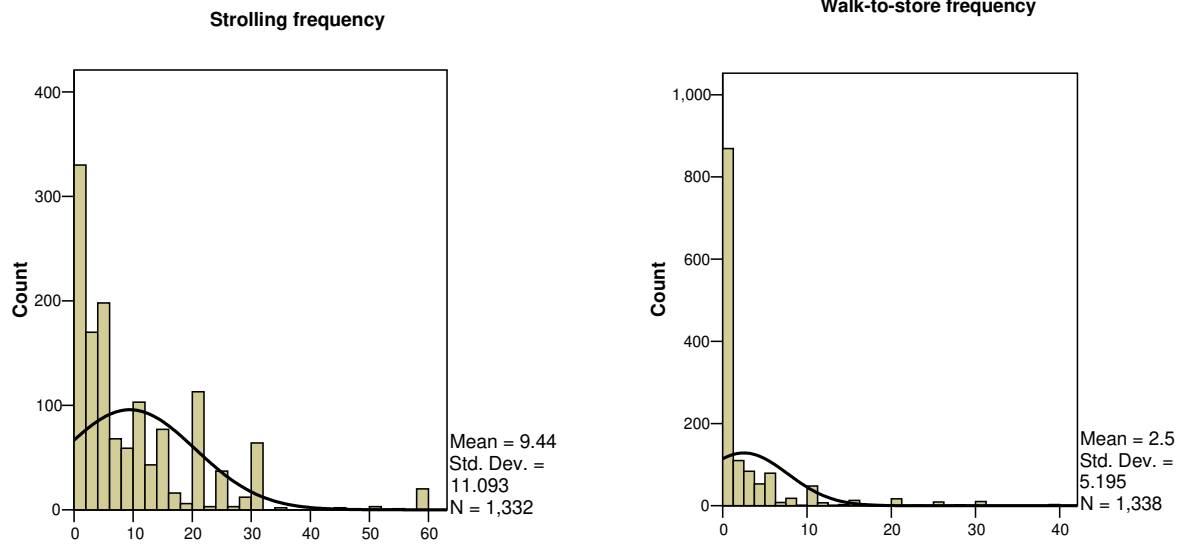 Strolling frequency
Count
400
300
200
100
0
0 10 20 30 40 50 60
Mean = 9.44
Std. Dev. =
11.093
N = 1,332
Walk-to-store frequency
Count
1,000
800
600
400
200
0
0 10 20 30 40
Mean = 2.5
Std. Dev. =
5.195
N = 1,338